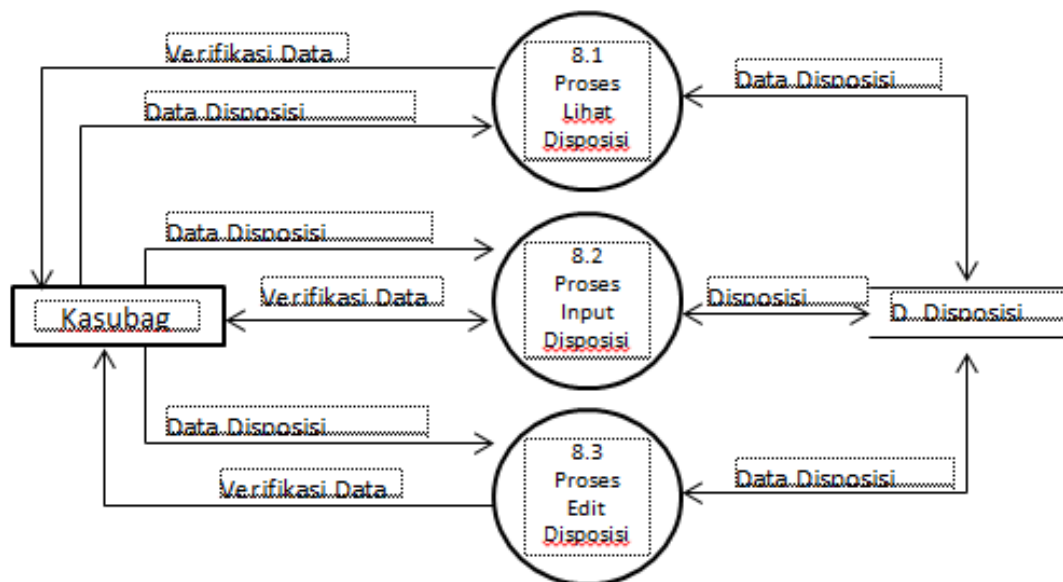 Verifikasi Data
8.1
Proses
Lihat
Disposisi
Data Disposisi
Data Disposisi
Data Disposisi
8.2
Proses
Input
Disposisi
Verifikasi Data
Disposisi
Kasubag
D Disposisi
Data Disposisi
8.3
Proses
Edit
Disposisi
Data Disposisi
Verifikasi Data